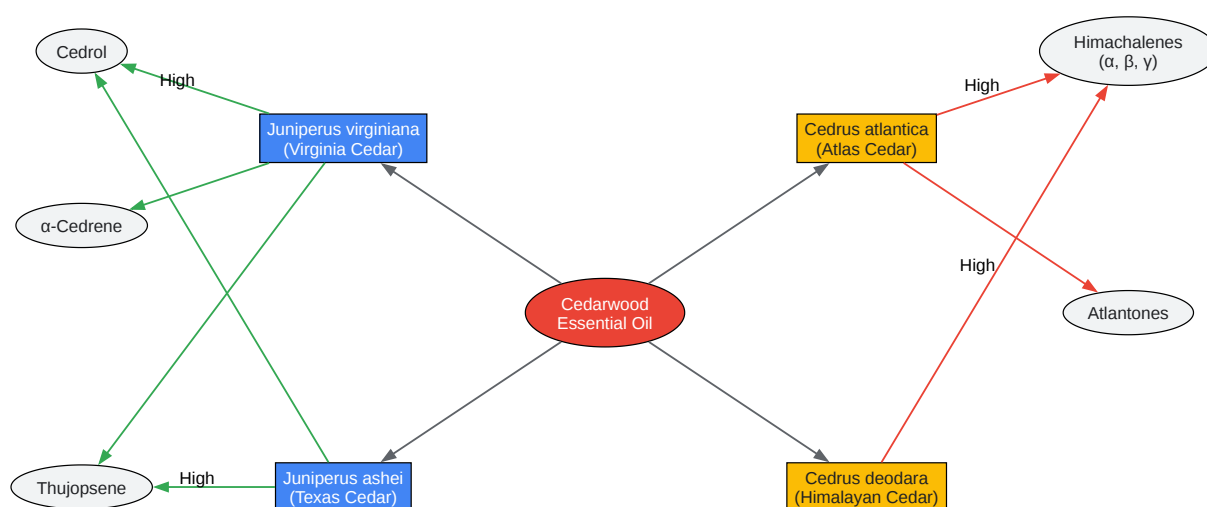 Cedrol
High
Juniperus virginiana
(Virginia Cedar)
α-Cedrene
Thujopsene
High
Juniperus ashei
(Texas Cedar)
Cedarwood
Essential Oil
Himachalenes
(α, β, γ)
High
Cedrus atlantica
(Atlas Cedar)
High
Atlantones
Cedrus deodara
(Himalayan Cedar)